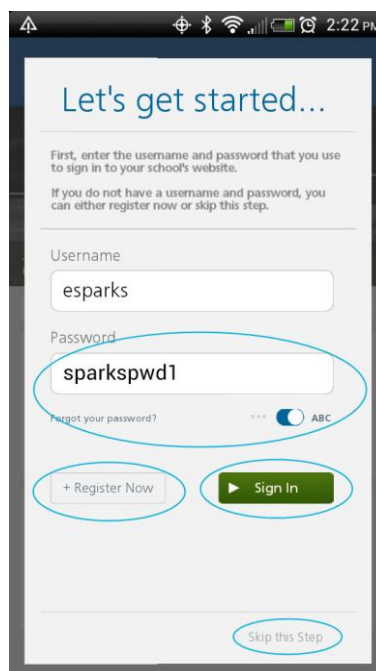 2:22 PM
Let's get started...
First, enter the username and password that you use
to sign in to your school's website.
If you do not have a username and password, you
can either register now or skip this step.
Username
esparks
Password
sparkspwd1
Forgot your password?
ABC
+ Register Now
Sign In
Skip this Step